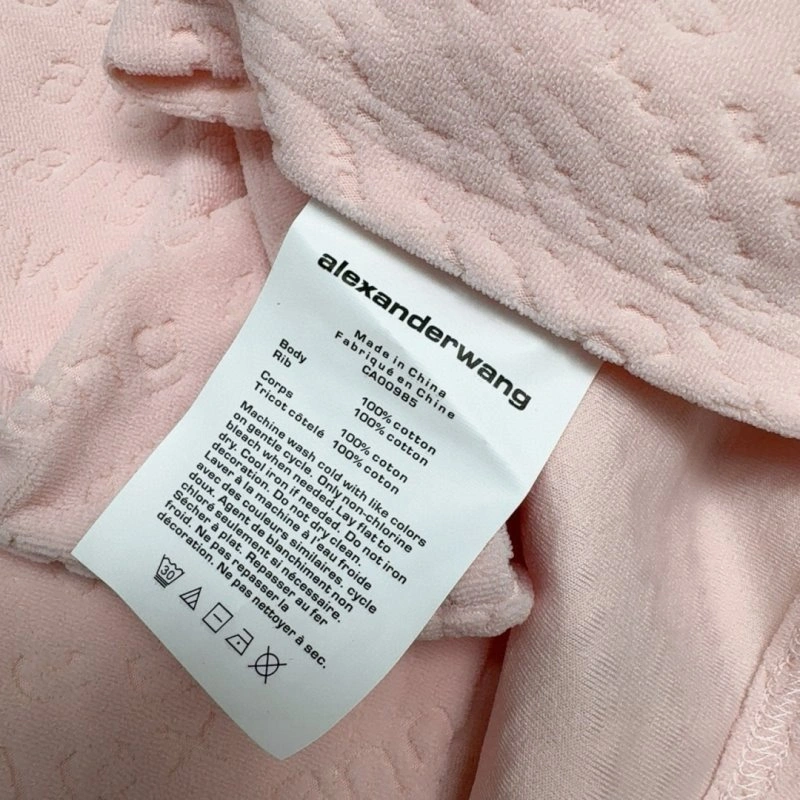 alexanderwang
Made in China
Fabriqué en Chine
CA00985
Body 100% cotton
Rib 100% cotton
Corps 100% coton
Tricot côtelé 100% coton
Machine wash cold with like colors
on gentle cycle. Only non-chlorine
bleach when needed. Lay flat to
dry. Cool iron if needed. Do not iron
decoration. Do not dry clean.
Laver à la machine à l'eau froide
avec des couleurs similaires, cycle
doux. Agent de blanchiment non
chloré seulement si nécessaire.
Sécher à plat. Repasser au fer
froid. Ne pas repasser la
décoration. Ne pas nettoyer à sec.
30